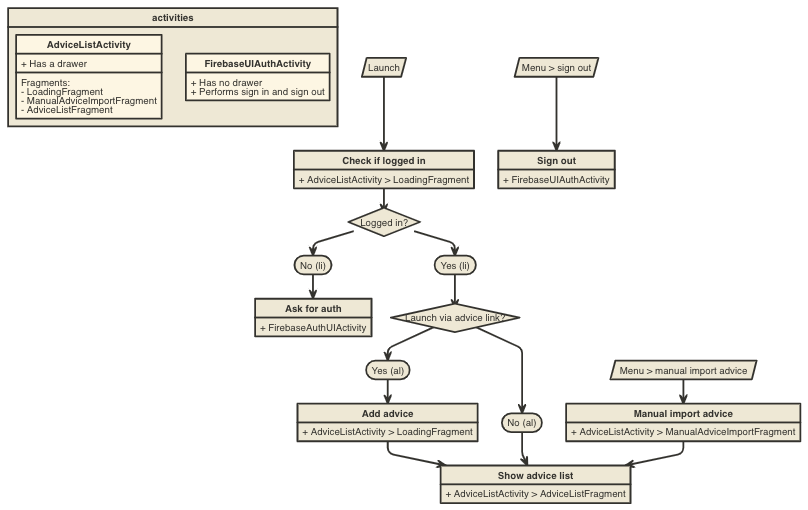 activities
AdviceListActivity
+ Has a drawer
Fragments:
- LoadingFragment
- ManualAdviceImportFragment
- AdviceListFragment
FirebaseUIAuthActivity
+ Has no drawer
+ Performs sign in and sign out
Launch
Menu > sign out
Check if logged in
+ AdviceListActivity > LoadingFragment
Sign out
+ FirebaseUIAuthActivity
Logged in?
No (li)
Yes (li)
Ask for auth
+ FirebaseAuthUIActivity
Launch via advice link?
Yes (al)
Menu > manual import advice
Add advice
+ AdviceListActivity > LoadingFragment
No (al)
Manual import advice
+ AdviceListActivity > ManualAdviceImportFragment
Show advice list
+ AdviceListActivity > AdviceListFragment